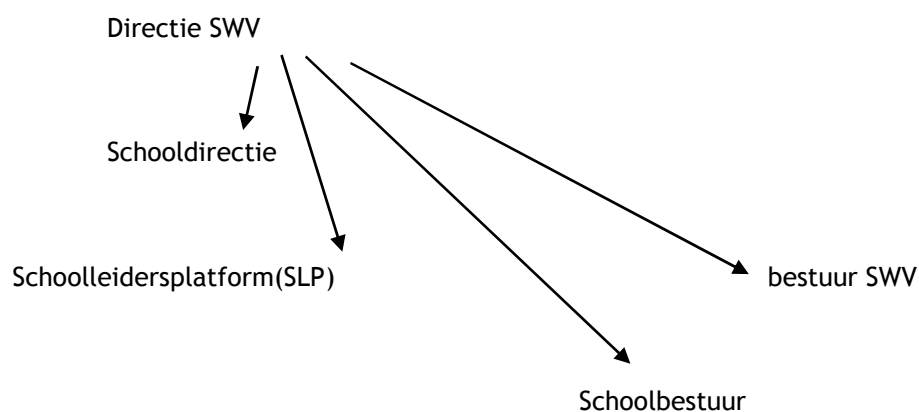 Directie SWV
Schooldirectie
Schoolleidersplatform(SLP)
bestuur SWV
Schoolbestuur